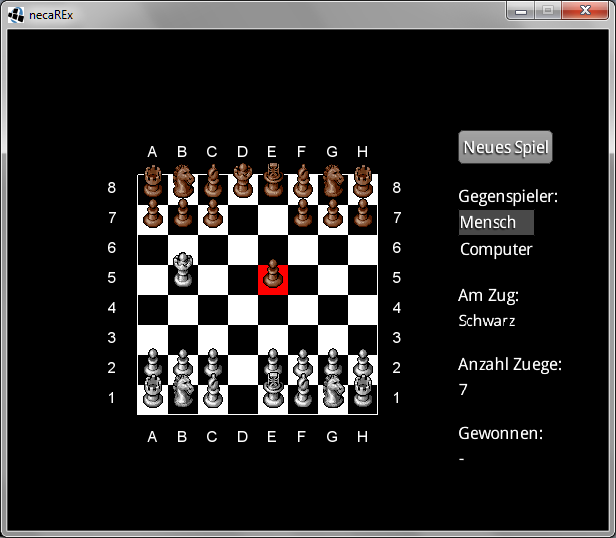 necaREx
A B C D E F G H
8 8
7 7
6 6
5 5
4 4
3 3
2 2
1 1
A B C D E F G H
Neues Spiel
Gegenspieler:
Mensch
Computer
Am Zug:
Schwarz
Anzahl Zuege:
7
Gewonnen:
-